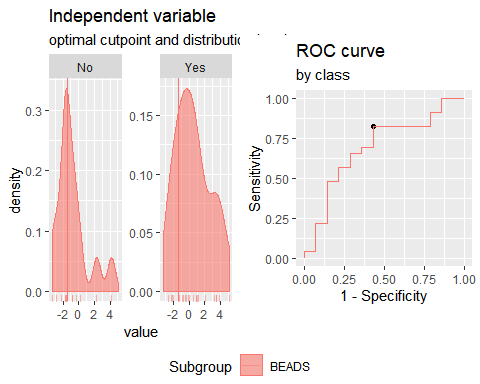 Independent variable
optimal cutpoint and distributio
No
Yes
density
0.3
0.2
0.1
0.0
0.15
0.10
0.05
0.00
-2 0 2 4
-2 0 2 4
value
ROC curve
by class
Sensitivity
1.00
0.75
0.50
0.25
0.00
0.00 0.25 0.50 0.75 1.00
1 - Specificity
Subgroup BEADS